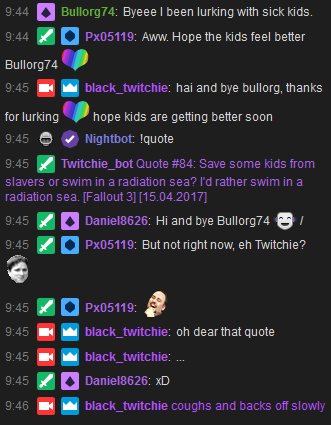 9:44 Bullorg74: Byeee I been lurking with sick kids.
9:44 Px05119: Aww. Hope the kids feel better
Bullorg74
9:45 black_twitchie: hai and bye bullorg, thanks
for lurking hope kids are getting better soon
9:45 Nightbot: !quote
9:45 Twitchie_bot Quote #84: Save some kids from
slavers or swim in a radiation sea? I'd rather swim in a
radiation sea. [Fallout 3] [15.04.2017]
9:45 Daniel8626: Hi and bye Bullorg74 /
9:45 Px05119: But not right now, eh Twitchie?
9:45 Px05119:
9:45 black_twitchie: oh dear that quote
9:45 black_twitchie: ...
9:45 Daniel8626: xD
9:46 black_twitchie coughs and backs off slowly